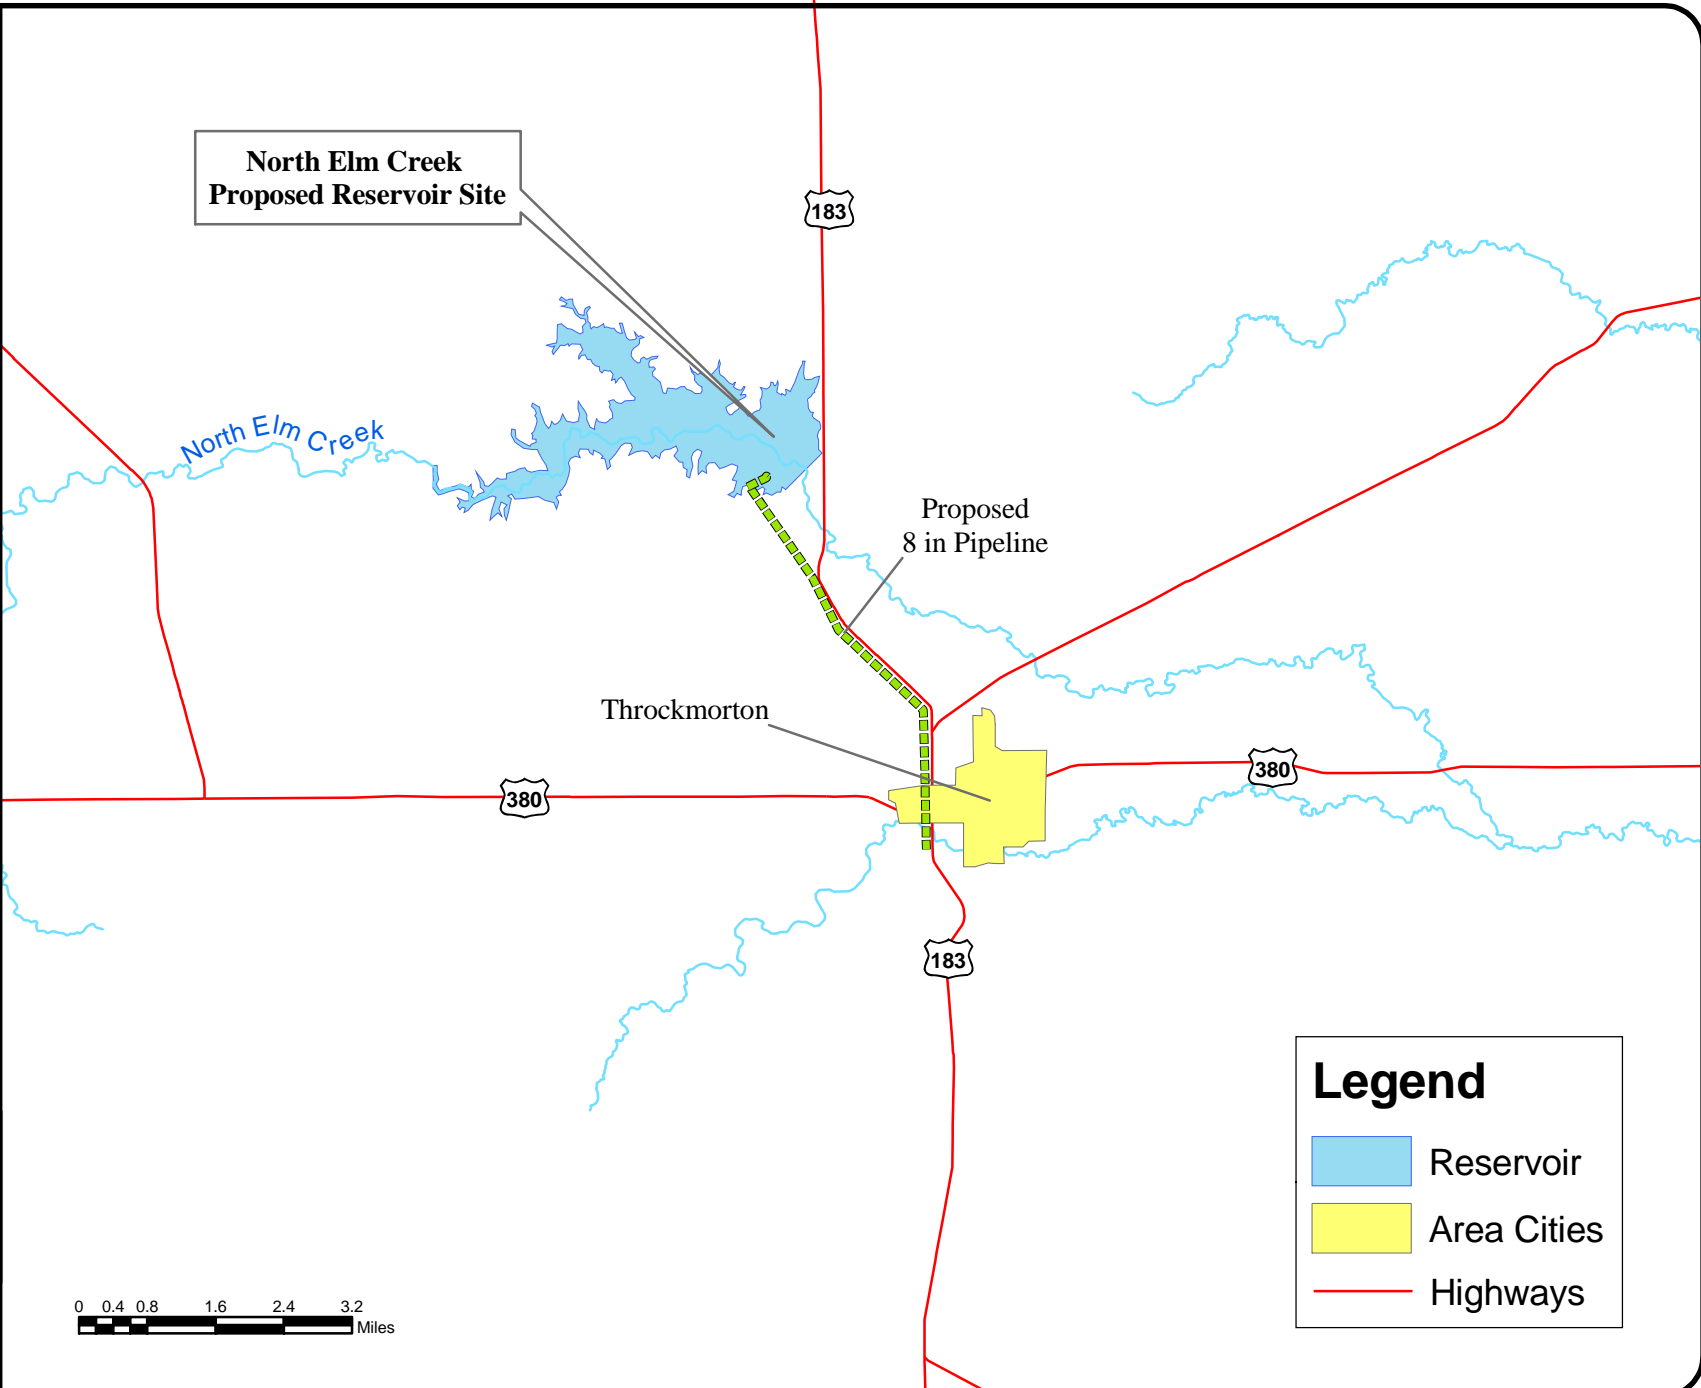 183
North Elm Creek
Proposed Reservoir Site
North Elm Creek
Proposed
8 in Pipeline
Throckmorton
380
380
183
Legend
Reservoir
Area Cities
Highways
0 0.4 0.8 1.6 2.4 3.2
Miles